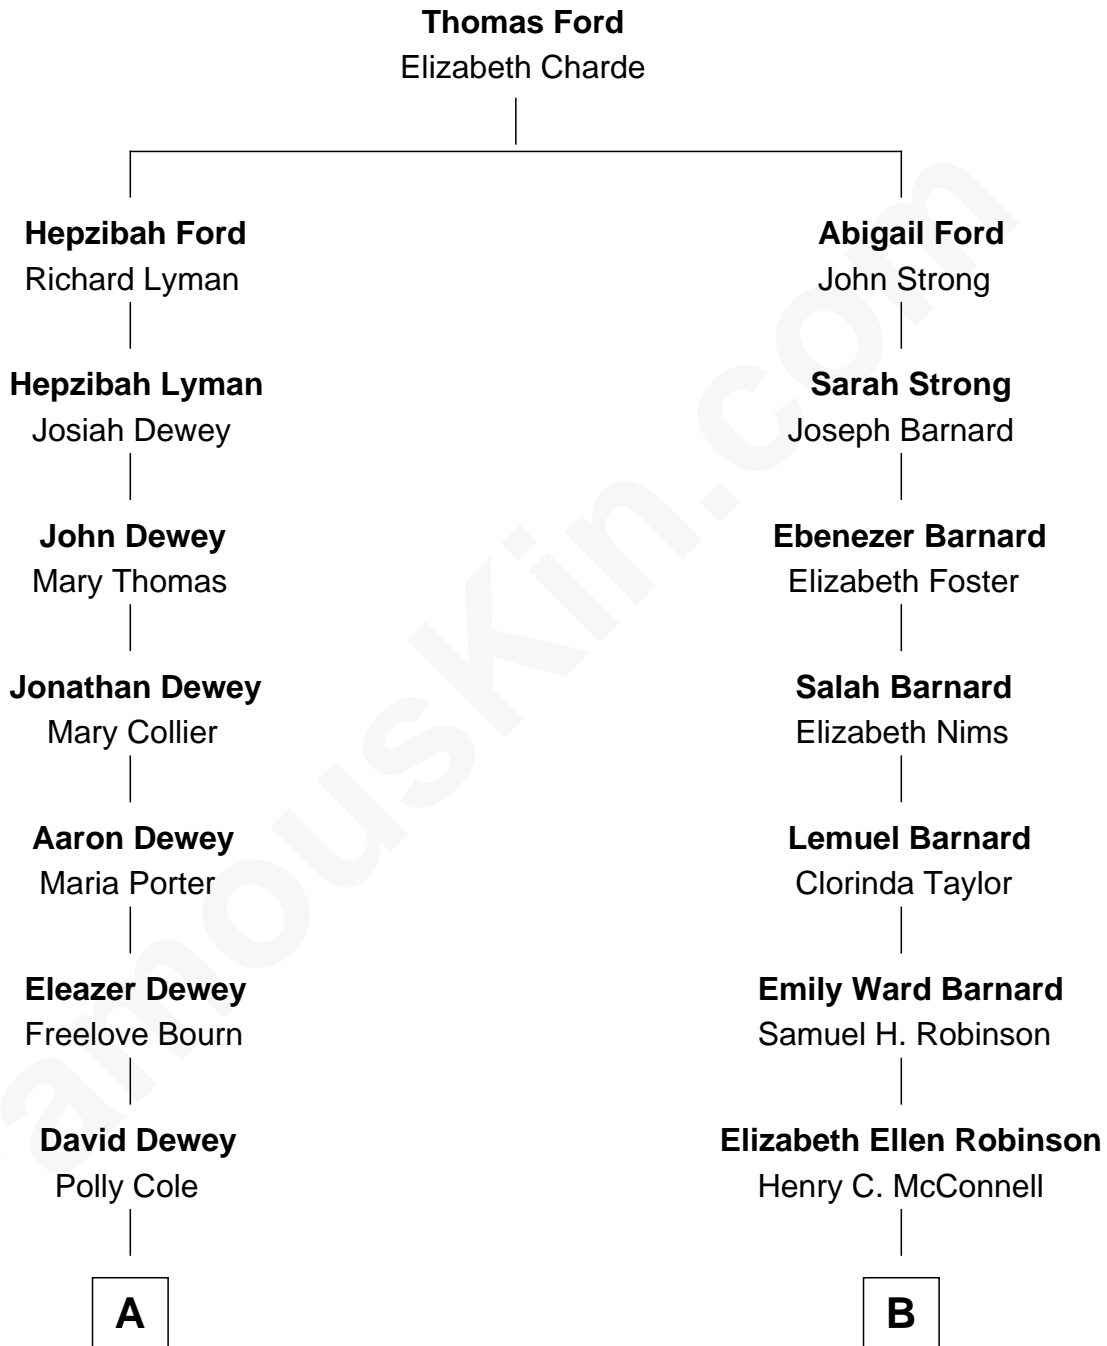 Thomas Ford
Elizabeth Charde
Hepzibah Ford
Richard Lyman
Abigail Ford
John Strong
Hepzibah Lyman
Josiah Dewey
Sarah Strong
Joseph Barnard
John Dewey
Mary Thomas
Ebenezer Barnard
Elizabeth Foster
Jonathan Dewey
Mary Collier
Salah Barnard
Elizabeth Nims
Aaron Dewey
Maria Porter
Lemuel Barnard
Clorinda Taylor
Eleazer Dewey
Freelove Bourn
Emily Ward Barnard
Samuel H. Robinson
David Dewey
Polly Cole
Elizabeth Ellen Robinson
Henry C. McConnell
A
B
amousKin.com